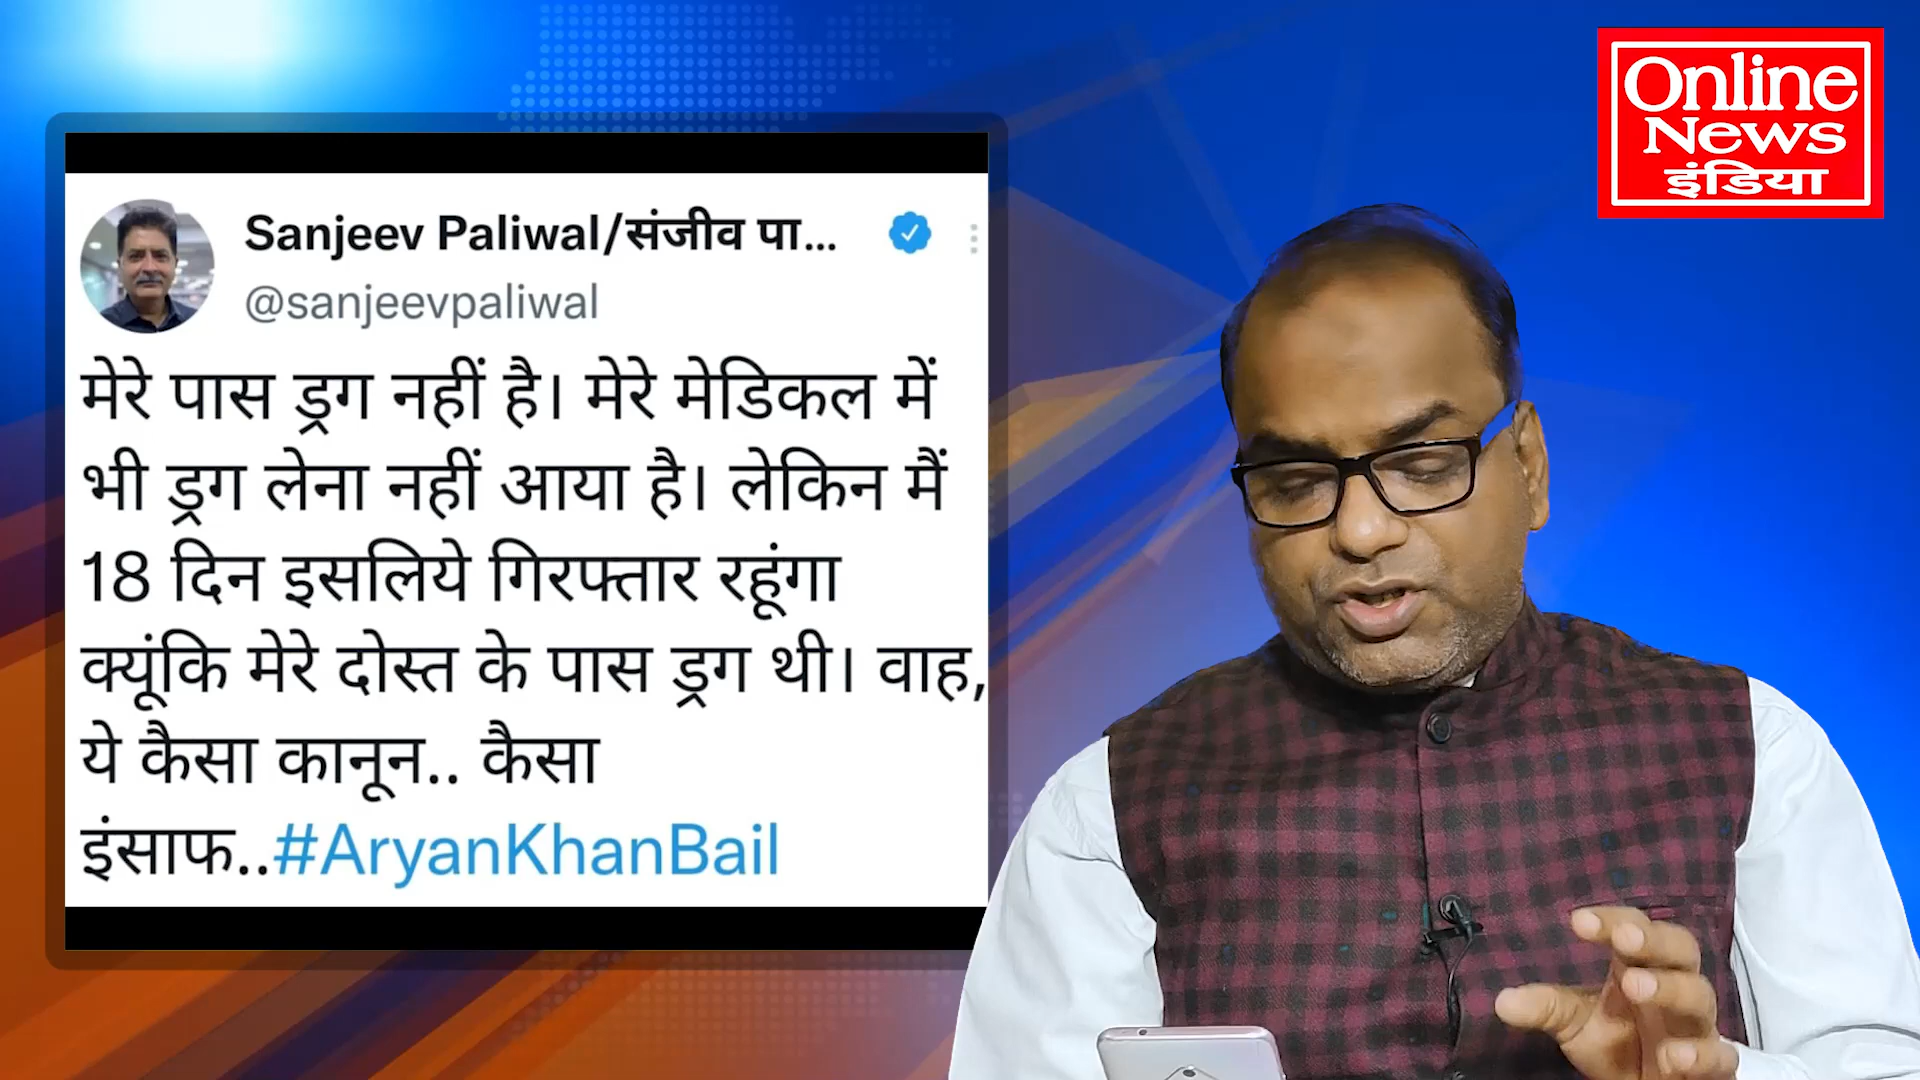 Online
News
इंडिया
Sanjeev Paliwal/संजीव पा...
@sanjeevpaliwal
मेरे पास ड्रग नहीं है। मेरे मेडिकल में
भी ड्रग लेना नहीं आया है। लेकिन मैं
18 दिन इसलिये गिरफ्तार रहूंगा
क्यूंकि मेरे दोस्त के पास ड्रग थी। वाह,
ये कैसा कानून.. कैसा
इंसाफ..#AryanKhanBail